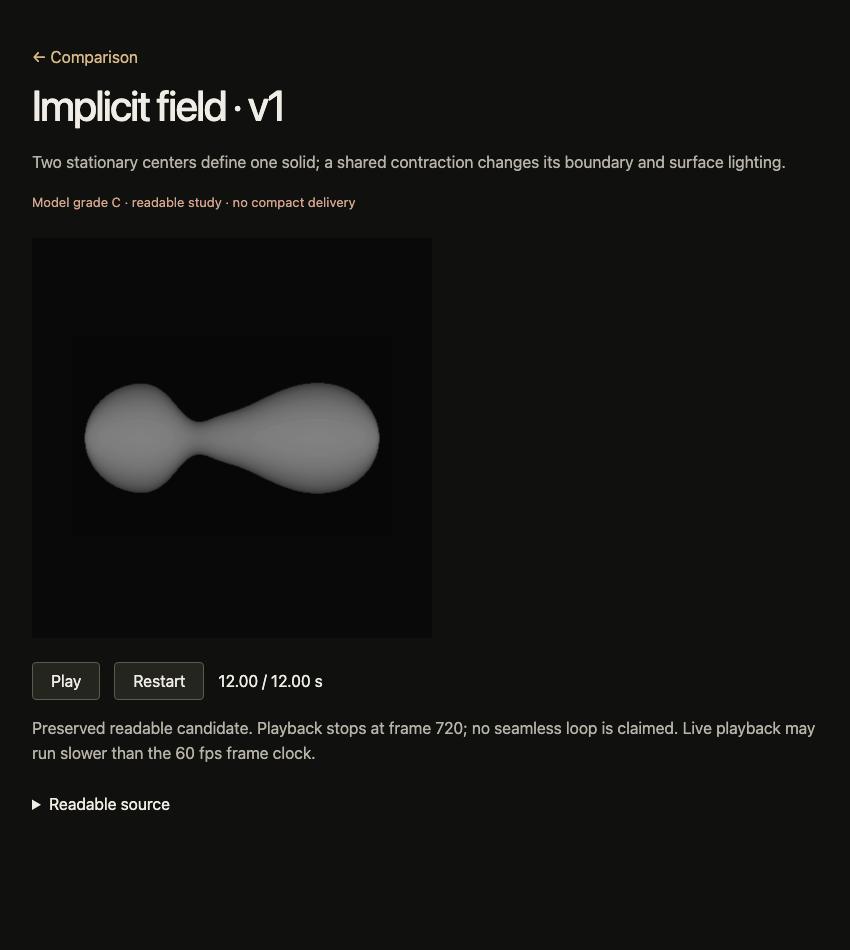 ← Comparison
Implicit field · v1
Two stationary centers define one solid; a shared contraction changes its boundary and surface lighting.
Model grade C · readable study · no compact delivery
Play Restart 12.00 / 12.00 s
Preserved readable candidate. Playback stops at frame 720; no seamless loop is claimed. Live playback may
run slower than the 60 fps frame clock.
▶ Readable source